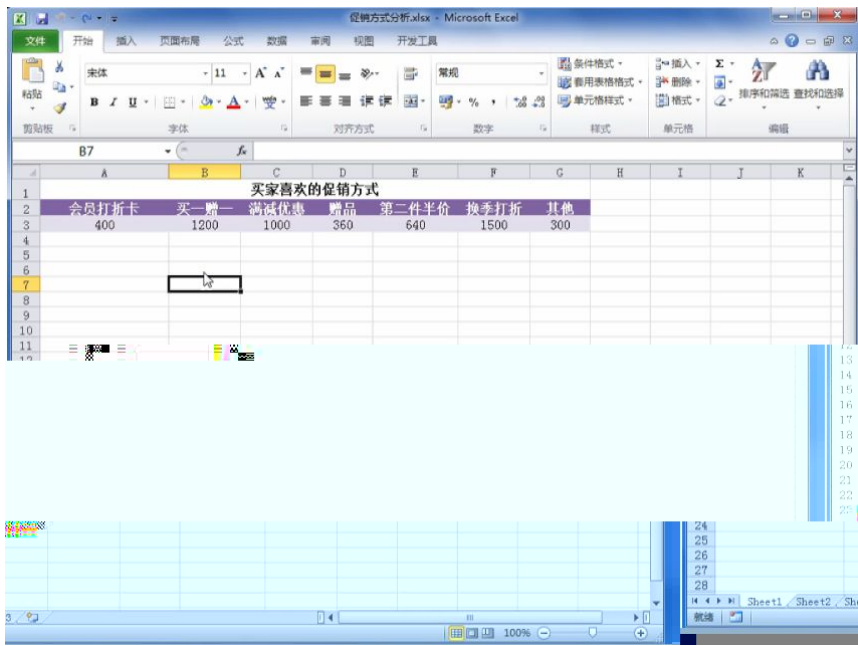 促销方式分析.xlsx - Microsoft Excel
文件 开始 插入 页面布局 公式 数据 审阅 视图 开发工具
宋体 11 A A 常规 条件格式 插入 Σ
粘贴 套用表格格式 删除 排序和筛选 查找和选择
B I U A % 单元格样式 格式
剪贴板 字体 对齐方式 数字 样式 单元格 编辑
B7 fx
A B C D E F G H I J K
1 买家喜欢的促销方式
2 会员打折卡 买一赠一 满减优惠 赠品 第二件半价 换季打折 其他
3 400 1200 1000 360 640 1500 300
4
5
6
7
8
9
10
11
12
13
14
15
16
17
18
19
20
21
22
24
25
26
27
28
Sheet1 Sheet2 Sh
3 就绪
100%